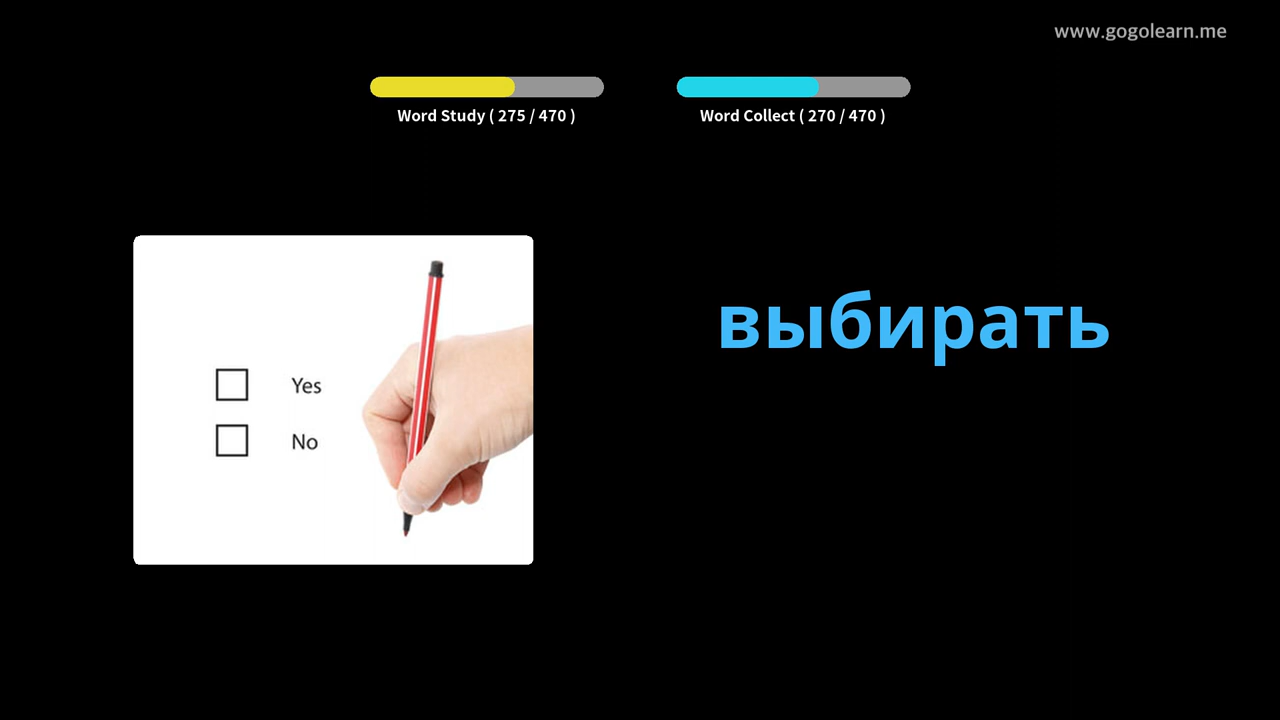 www.gogolearn.me
Word Study ( 275 / 470 )
Word Collect ( 270 / 470 )
выбирать
Yes
No